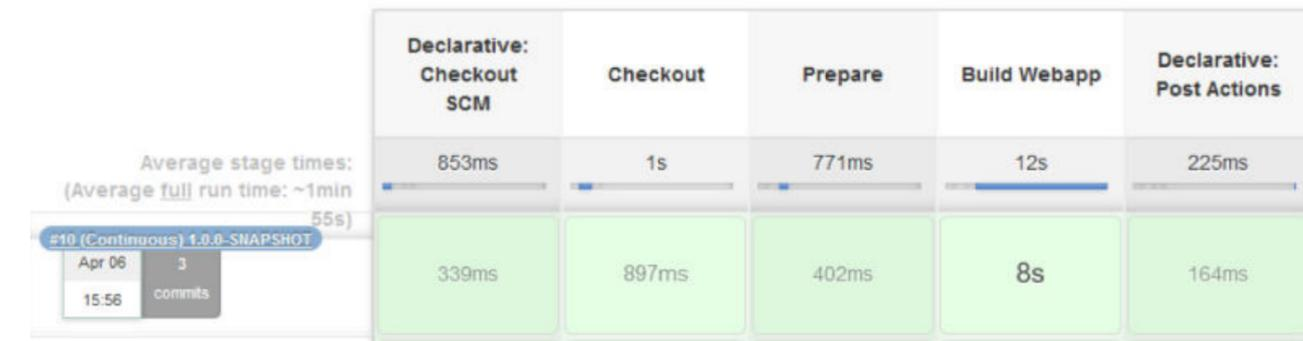 Declarative:
Checkout
SCM
Checkout
Prepare
Build Webapp
Declarative:
Post Actions
Average stage times:
(Average full run time: ~1min
55s)
853ms
1s
771ms
12s
225ms
#10 (Continuous) 1.0.0-SNAPSHOT
Apr 06
15:56
3
commits
339ms
897ms
402ms
8s
164ms